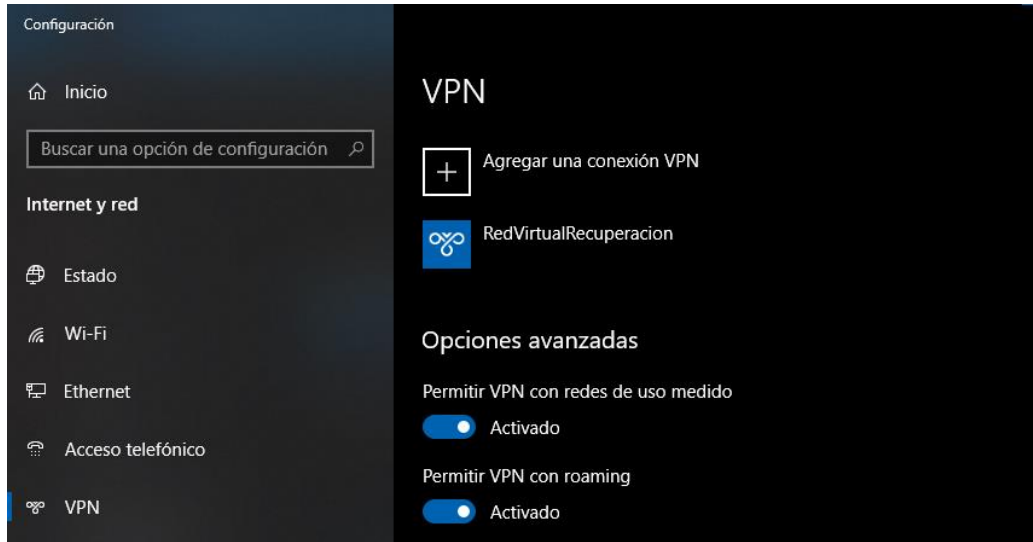 Configuración
Inicio
Buscar una opción de configuración
Internet y red
Estado
Wi-Fi
Ethernet
Acceso telefónico
VPN
VPN
Agregar una conexión VPN
RedVirtualRecuperacion
Opciones avanzadas
Permitir VPN con redes de uso medido
Activado
Permitir VPN con roaming
Activado